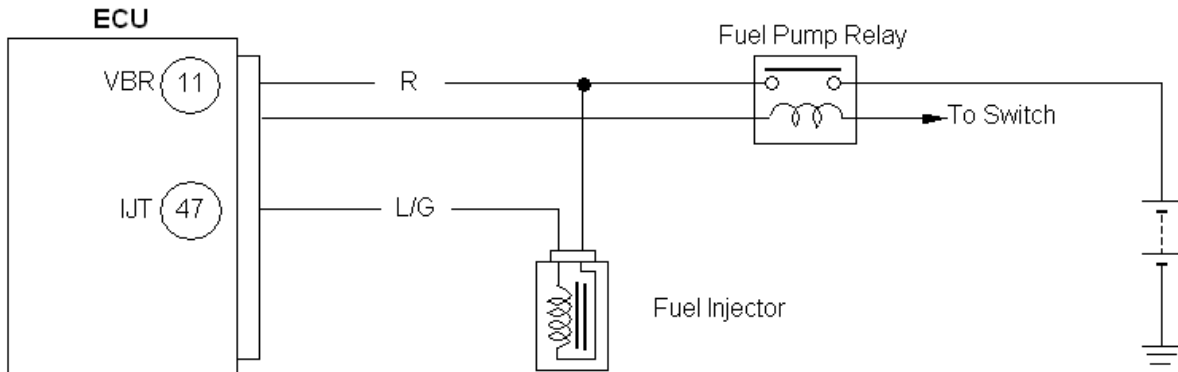 ECU
Fuel Pump Relay
VBR 11
R
To Switch
IJT 47
L/G
Fuel Injector